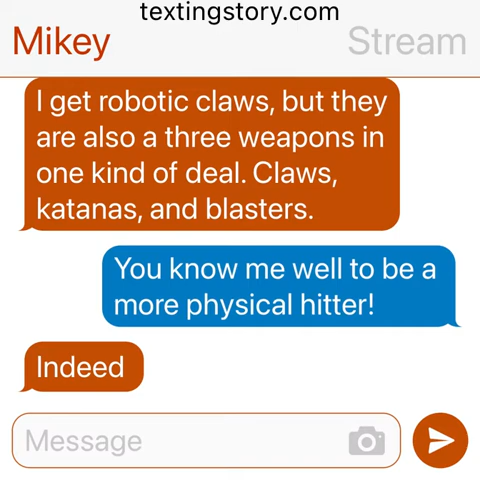 textingstory.com
Mikey
Stream
I get robotic claws, but they
are also a three weapons in
one kind of deal. Claws,
katanas, and blasters.
You know me well to be a
more physical hitter!
Indeed
Message